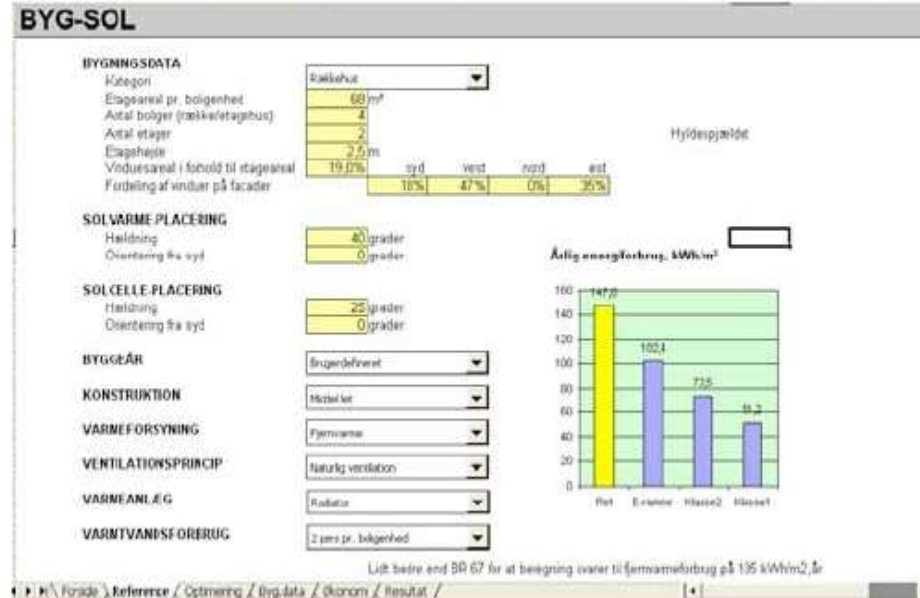 BYG-SOL
BYGNINGSDATA
Kategori
Rækkehus
Etageareal pr. boligenhed
68 m²
Antal boliger (række/etagehus)
4
Antal etager
2
Hyldespjældet
Etagehøjde
2,5 m
Vinduesareal i forhold til etageareal
19,0%
syd vest nord øst
Fordeling af vinduer på facader
18% 47% 0% 35%
SOLVARME-PLACERING
Hældning
40 grader
Orientering fra syd
0 grader
Årlig energiforbrug, kWh/m²
SOLCELLE-PLACERING
Hældning
25 grader
Orientering fra syd
0 grader
160
140
120
100
80
60
40
20
0
147,0
102,4
73,5
51,2
Ref E-ramme Klasse2 Klasse1
BYGGEÅR
Brugerdefineret
KONSTRUKTION
Middel let
VARMEFORSYNING
Fjernvarme
VENTILATIONSPRINCIP
Naturlig ventilation
VARMEANLÆG
Radiator
VARMTVANDSFORBRUG
2 pers pr. boligenhed
Lidt bedre end BR 67 for at beregning svarer til fjernvarmeforbrug på 135 kWh/m2,år
Forside / Reference / Optimering / Byg.data / Økonom / Resultat /